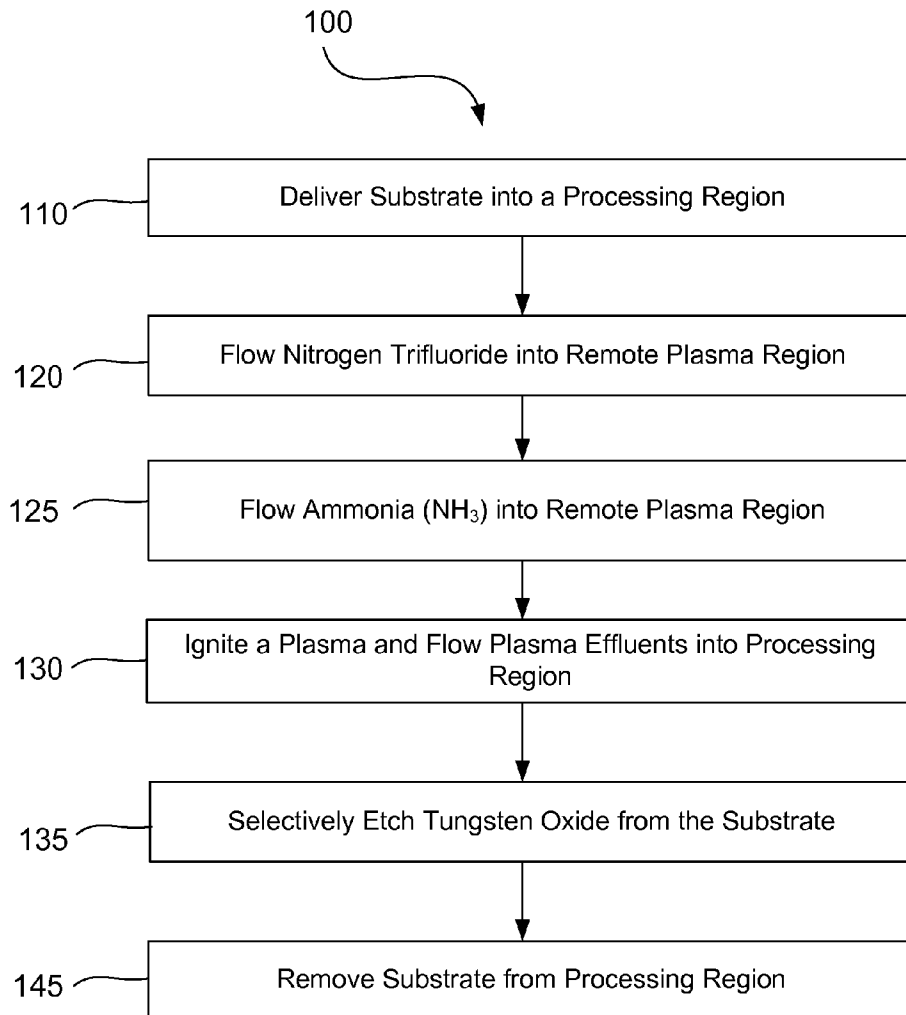 100
110
Deliver Substrate into a Processing Region
120
Flow Nitrogen Trifluoride into Remote Plasma Region
125
Flow Ammonia (NH₃) into Remote Plasma Region
130
Ignite a Plasma and Flow Plasma Effluents into Processing
Region
135
Selectively Etch Tungsten Oxide from the Substrate
145
Remove Substrate from Processing Region